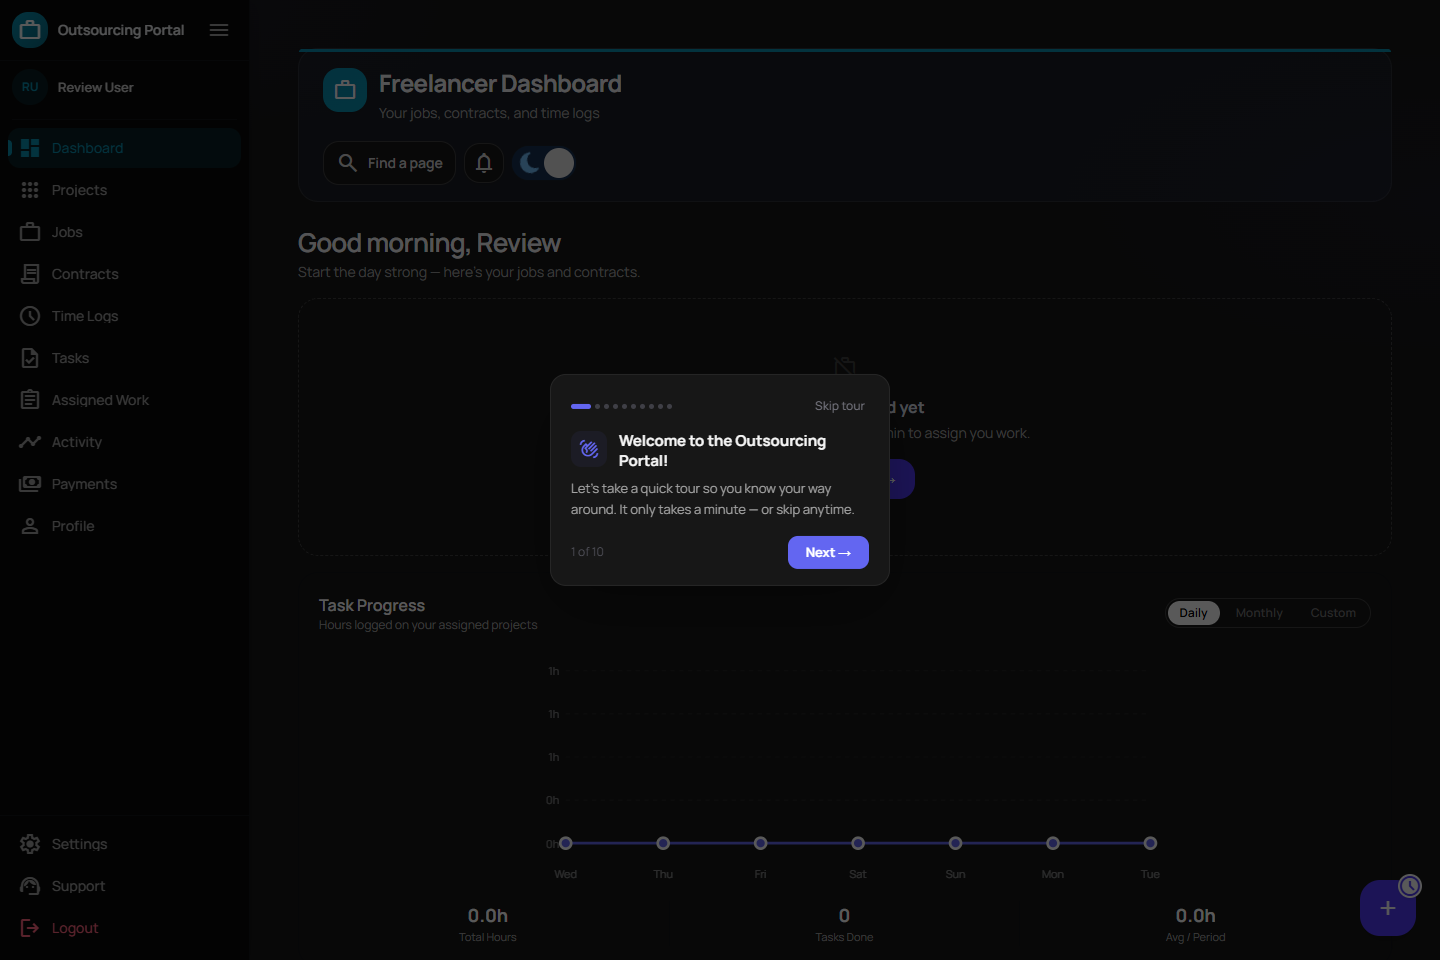 Outsourcing Portal
RU
Review User
Dashboard
Projects
Jobs
Contracts
Time Logs
Tasks
Assigned Work
Activity
Payments
Profile
Settings
Support
Logout
Freelancer Dashboard
Your jobs, contracts, and time logs
Find a page
Good morning, Review
Start the day strong — here's your jobs and contracts.
yet
to assign you work.
Skip tour
Welcome to the Outsourcing
Portal!
Let's take a quick tour so you know your way
around. It only takes a minute — or skip anytime.
1 of 10
Next →
Task Progress
Hours logged on your assigned projects
Daily
Monthly
Custom
1h
1h
1h
0h
0h
Wed
Thu
Fri
Sat
Sun
Mon
Tue
0.0h
Total Hours
0
Tasks Done
0.0h
Avg / Period